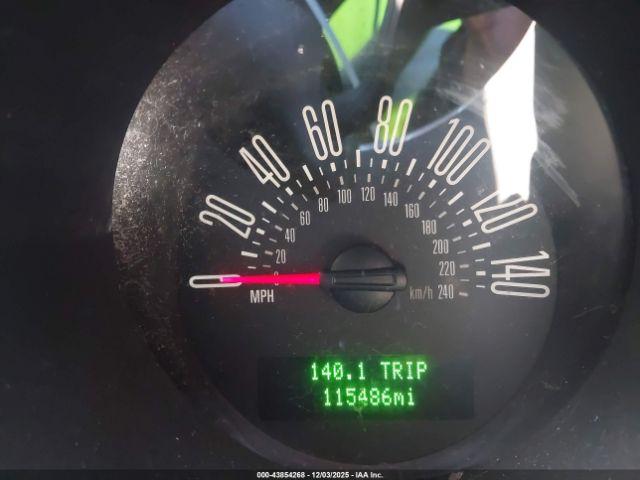 0 20 40 60 80 100 120 140
0 20 40 60 80 100 120 140 160 180 200 220 240
MPH km/h
140.1 TRIP
115486mi
000-43854268 - 12/03/2025 - IAA Inc.